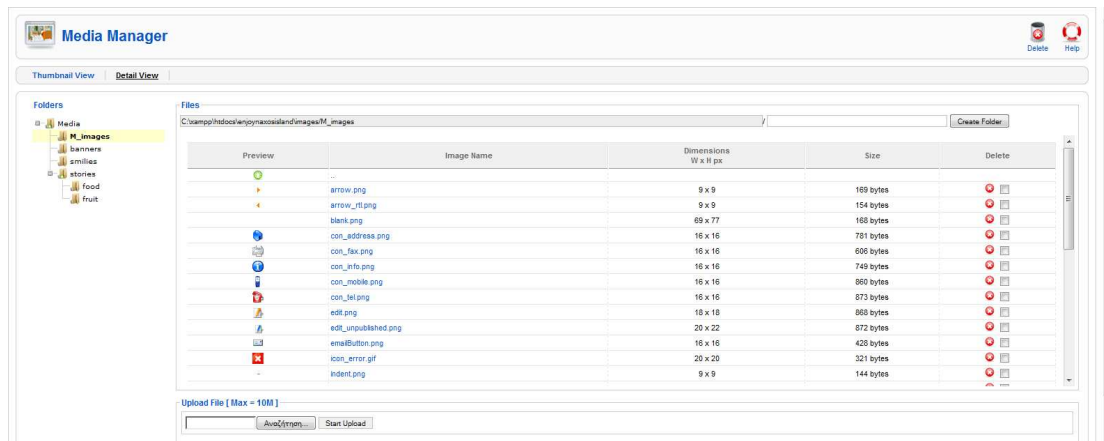 Media Manager
Delete
Help
Thumbnail View
Detail View
Folders
Media
M_images
banners
smilies
stories
food
fruit
Files
C:\xampp\htdocs\enjoynaxosisland\images/M_images
/
Create Folder
Preview Image Name Dimensions W x H px Size Delete
..
arrow.png 9 x 9 169 bytes
arrow_rtl.png 9 x 9 154 bytes
blank.png 69 x 77 168 bytes
con_address.png 16 x 16 781 bytes
con_fax.png 16 x 16 606 bytes
con_info.png 16 x 16 749 bytes
con_mobile.png 16 x 16 860 bytes
con_tel.png 16 x 16 873 bytes
edit.png 18 x 18 868 bytes
edit_unpublished.png 20 x 22 872 bytes
emailButton.png 16 x 16 428 bytes
icon_error.gif 20 x 20 321 bytes
indent.png 9 x 9 144 bytes
Upload File [ Max = 10M ]
Αναζήτηση...
Start Upload